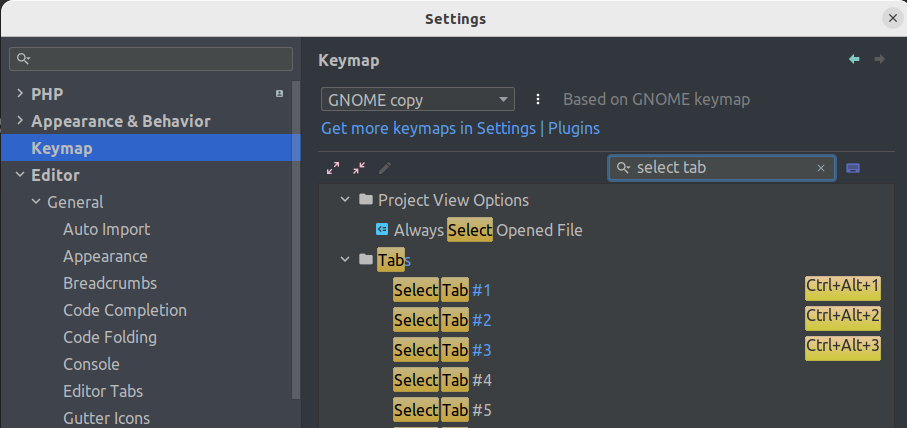 Settings
PHP
Appearance & Behavior
Keymap
Editor
General
Auto Import
Appearance
Breadcrumbs
Code Completion
Code Folding
Console
Editor Tabs
Gutter Icons
Keymap
GNOME copy
Based on GNOME keymap
Get more keymaps in Settings | Plugins
select tab
Project View Options
Always Select Opened File
Tabs
Select Tab #1 Ctrl+Alt+1
Select Tab #2 Ctrl+Alt+2
Select Tab #3 Ctrl+Alt+3
Select Tab #4
Select Tab #5